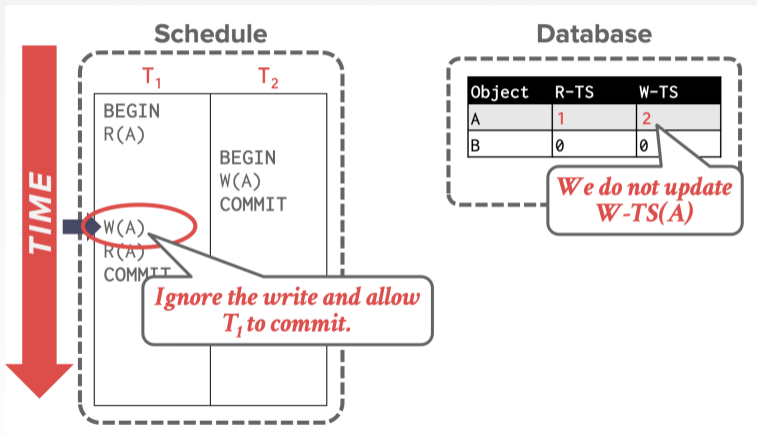 Schedule
Database
TIME
T1
T2
BEGIN
R(A)
BEGIN
W(A)
COMMIT
W(A)
R(A)
COMMIT
Ignore the write and allow
T1 to commit.
Object R-TS W-TS
A 1 2
B 0 0
We do not update
W-TS(A)